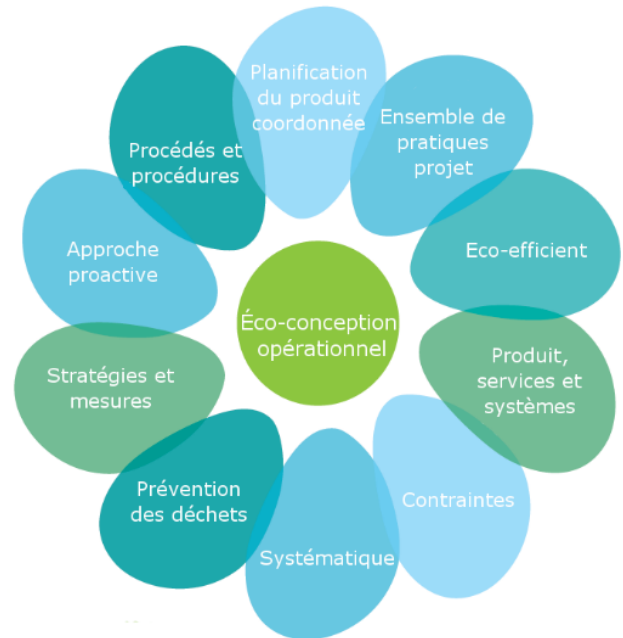 Planification
du produit
coordonnée
Ensemble de
pratiques
projet
Eco-efficient
Produit,
services et
systèmes
Contraintes
Systématique
Prévention
des déchets
Stratégies et
mesures
Approche
proactive
Procédés et
procédures
Éco-conception
opérationnel